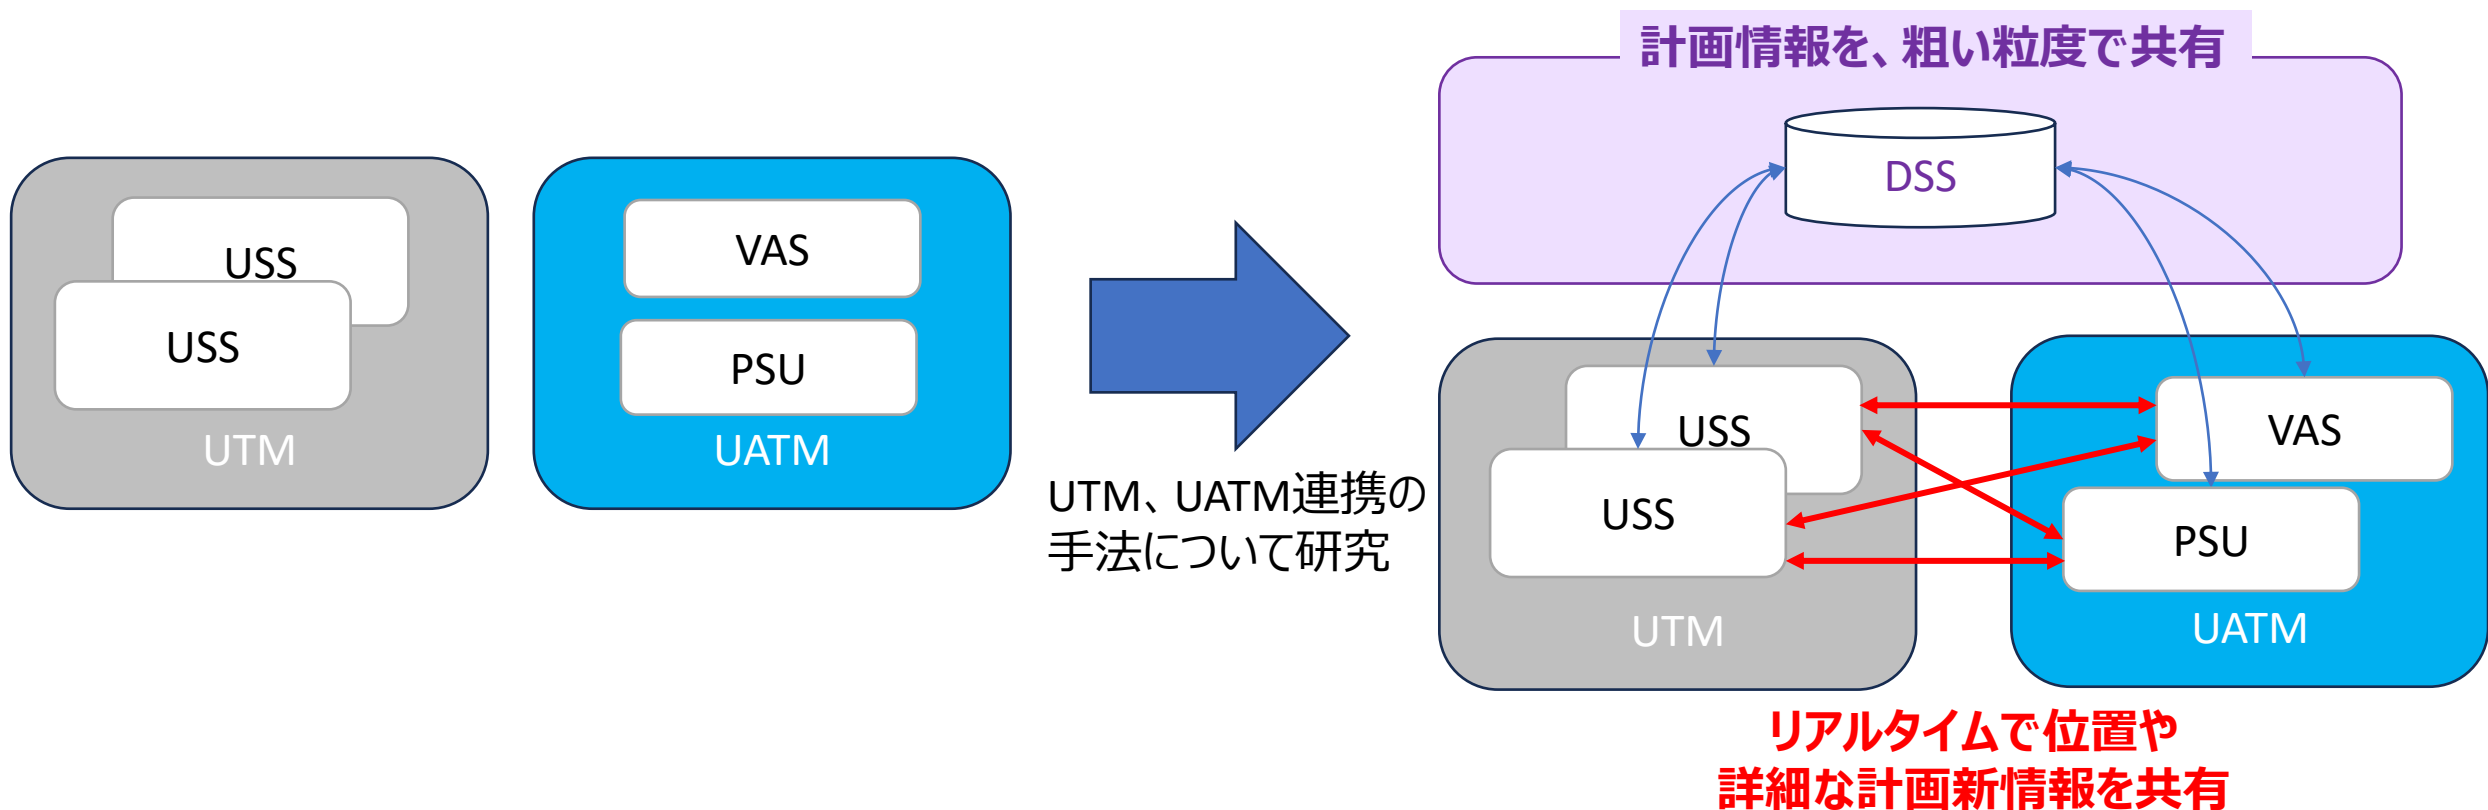 USS
USS
UTM
VAS
PSU
UATM
UTM、UATM連携の
手法について研究
計画情報を、粗い粒度で共有
DSS
USS
USS
UTM
VAS
PSU
UATM
リアルタイムで位置や
詳細な計画新情報を共有